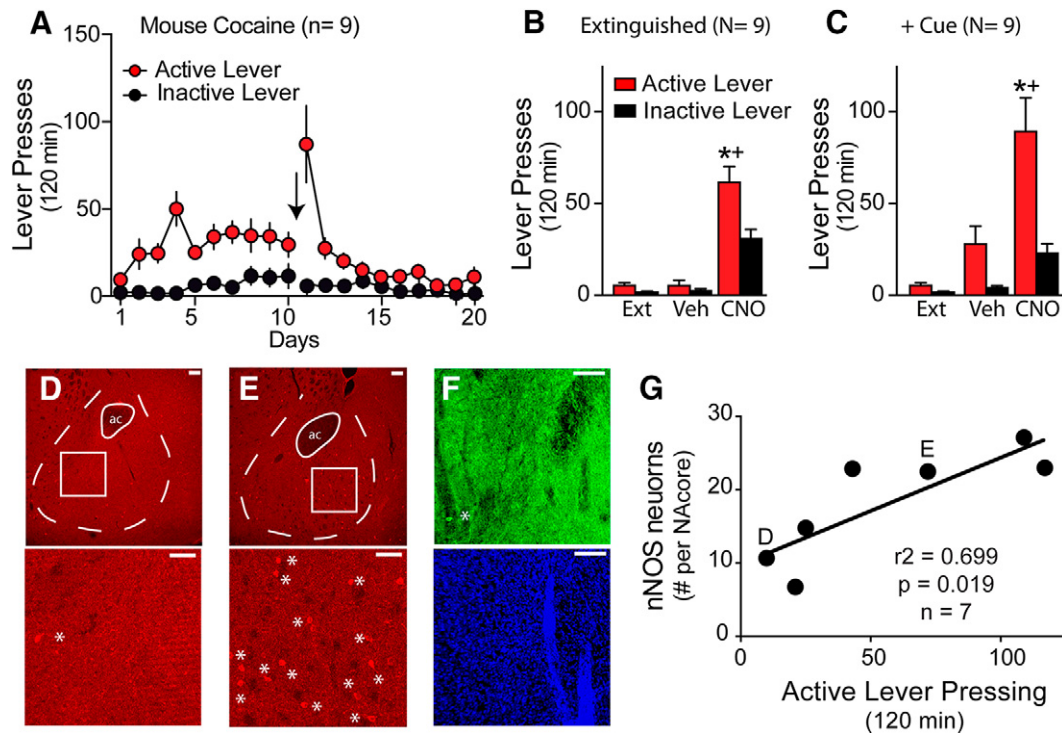 A Mouse Cocaine (n= 9)
150
100
50
0
Lever Presses
(120 min)
Active Lever
Inactive Lever
1 5 10 15 20
Days
B Extinguished (N= 9)
Active Lever
Inactive Lever
*+
100
50
0
Lever Presses
(120 min)
Ext Veh CNO
C + Cue (N= 9)
*+
100
50
0
Lever Presses
(120 min)
Ext Veh CNO
D
ac
*
E
ac
* * * * * * * * * * * * *
F
*
G
30
20
10
0
nNOS neuorns
(# per NAcore)
D
E
r2 = 0.699
p = 0.019
n = 7
0 50 100
Active Lever Pressing
(120 min)